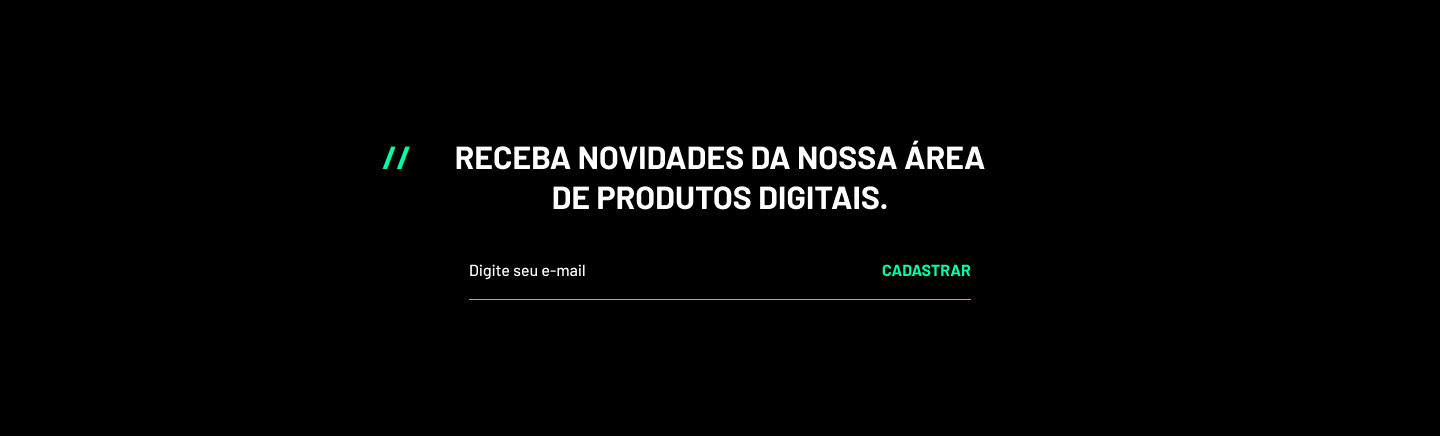 // RECEBA NOVIDADES DA NOSSA ÁREA
DE PRODUTOS DIGITAIS.
Digite seu e-mail CADASTRAR